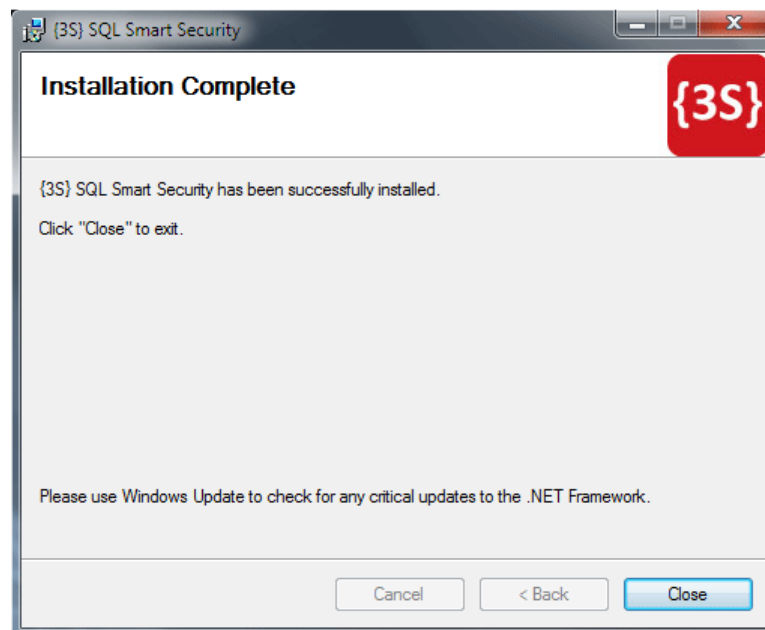 {3S} SQL Smart Security
Installation Complete
{3S}
{3S} SQL Smart Security has been successfully installed.
Click "Close" to exit.
Please use Windows Update to check for any critical updates to the .NET Framework.
Cancel
< Back
Close